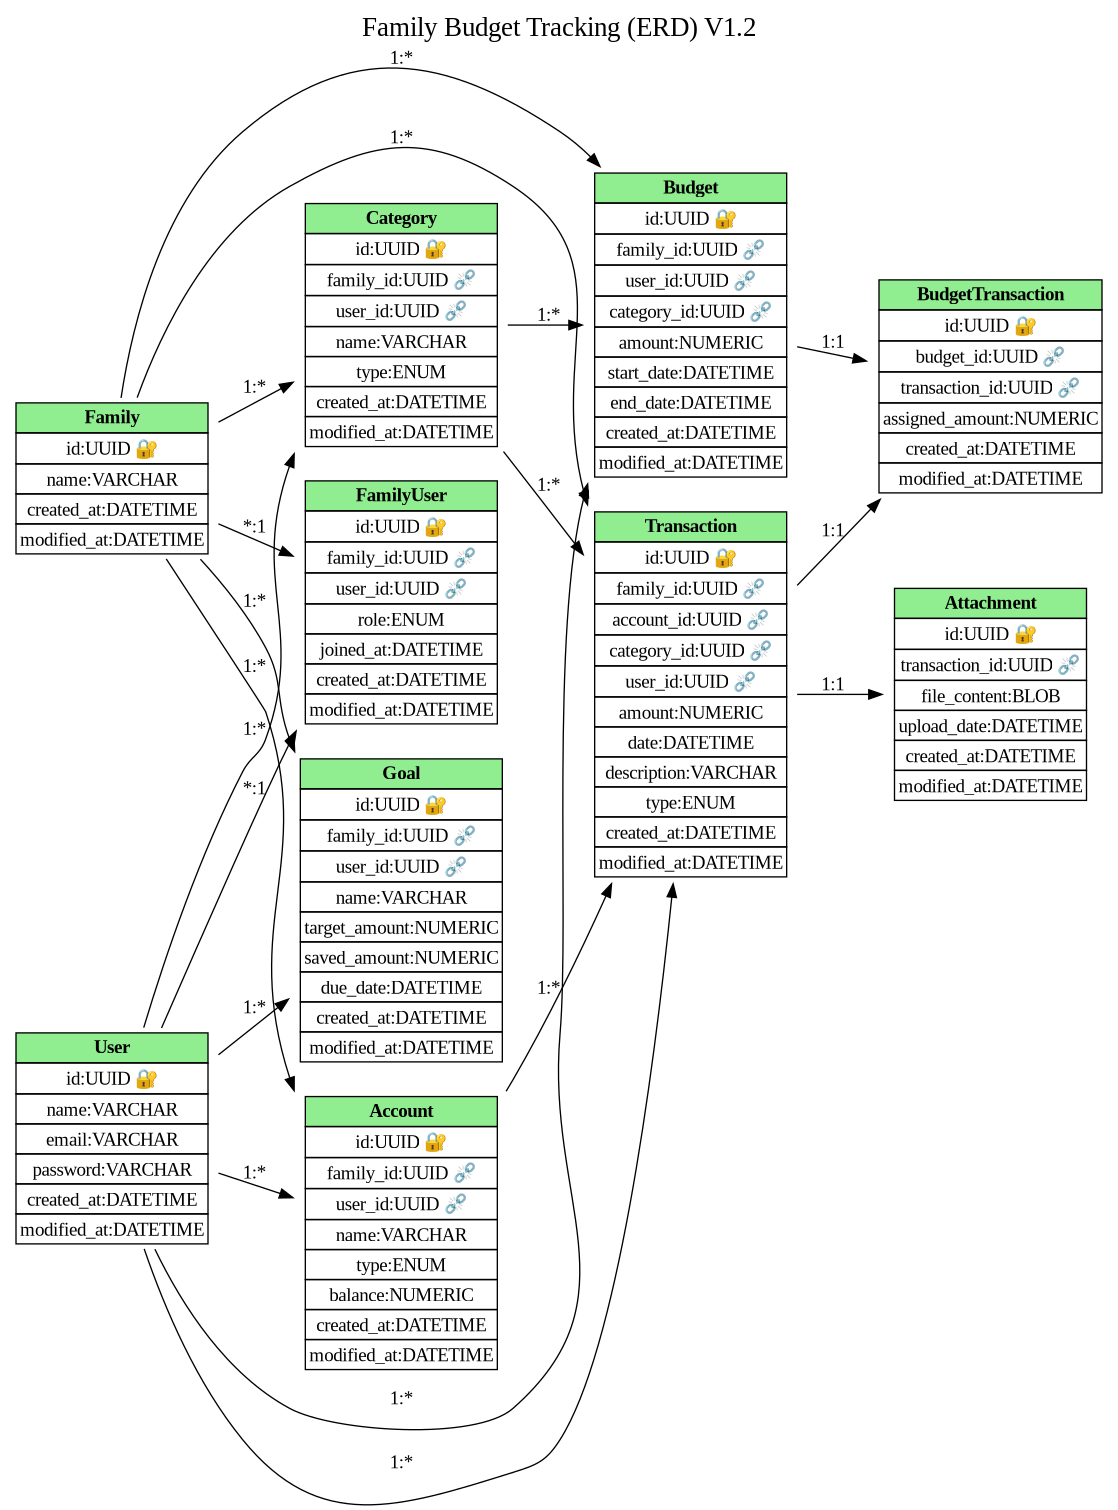 Family Budget Tracking (ERD) V1.2
1:*
1:*
Family
id:UUID 🔐
name:VARCHAR
created_at:DATETIME
modified_at:DATETIME
User
id:UUID 🔐
name:VARCHAR
email:VARCHAR
password:VARCHAR
created_at:DATETIME
modified_at:DATETIME
1:*
*:1
1:*
1:*
1:*
*:1
1:*
1:*
Category
id:UUID 🔐
family_id:UUID 🔗
user_id:UUID 🔗
name:VARCHAR
type:ENUM
created_at:DATETIME
modified_at:DATETIME
FamilyUser
id:UUID 🔐
family_id:UUID 🔗
user_id:UUID 🔗
role:ENUM
joined_at:DATETIME
created_at:DATETIME
modified_at:DATETIME
Goal
id:UUID 🔐
family_id:UUID 🔗
user_id:UUID 🔗
name:VARCHAR
target_amount:NUMERIC
saved_amount:NUMERIC
due_date:DATETIME
created_at:DATETIME
modified_at:DATETIME
Account
id:UUID 🔐
family_id:UUID 🔗
user_id:UUID 🔗
name:VARCHAR
type:ENUM
balance:NUMERIC
created_at:DATETIME
modified_at:DATETIME
1:*
1:*
1:*
1:*
1:*
Budget
id:UUID 🔐
family_id:UUID 🔗
user_id:UUID 🔗
category_id:UUID 🔗
amount:NUMERIC
start_date:DATETIME
end_date:DATETIME
created_at:DATETIME
modified_at:DATETIME
Transaction
id:UUID 🔐
family_id:UUID 🔗
account_id:UUID 🔗
category_id:UUID 🔗
user_id:UUID 🔗
amount:NUMERIC
date:DATETIME
description:VARCHAR
type:ENUM
created_at:DATETIME
modified_at:DATETIME
1:1
1:1
1:1
BudgetTransaction
id:UUID 🔐
budget_id:UUID 🔗
transaction_id:UUID 🔗
assigned_amount:NUMERIC
created_at:DATETIME
modified_at:DATETIME
Attachment
id:UUID 🔐
transaction_id:UUID 🔗
file_content:BLOB
upload_date:DATETIME
created_at:DATETIME
modified_at:DATETIME